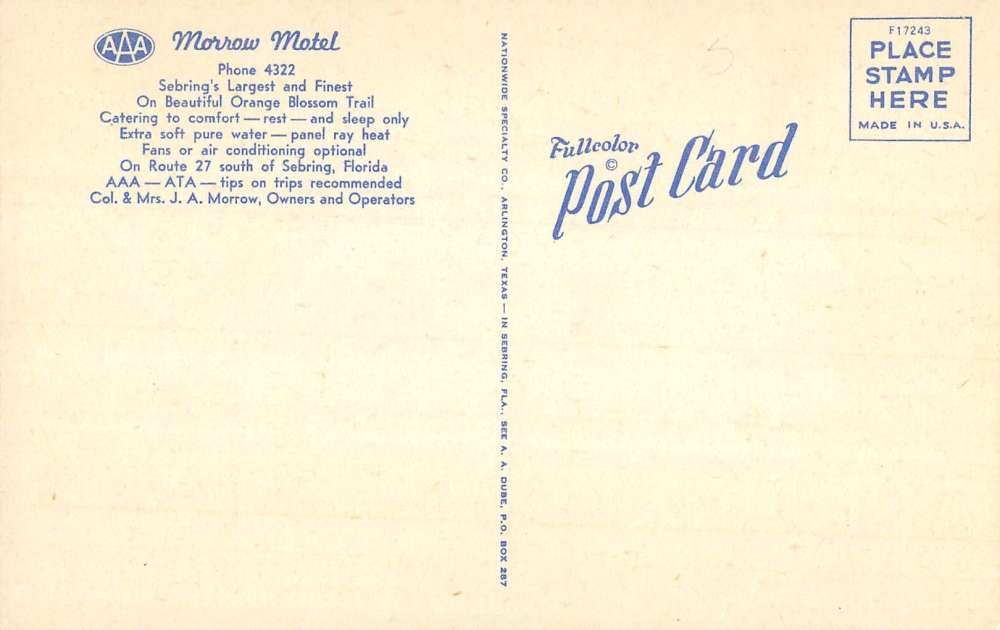 AAA Morrow Motel
Phone 4322
Sebring's Largest and Finest
On Beautiful Orange Blossom Trail
Catering to comfort — rest — and sleep only
Extra soft pure water — panel ray heat
Fans or air conditioning optional
On Route 27 south of Sebring, Florida
AAA — ATA — tips on trips recommended
Col. & Mrs. J. A. Morrow, Owners and Operators
NATIONWIDE SPECIALTY CO., ARLINGTON, TEXAS — IN SEBRING, FLA., SEE A. A. DUBE, P.O. BOX 287
Fullcolor
©
Post Card
F17243
PLACE
STAMP
HERE
MADE IN U.S.A.
5